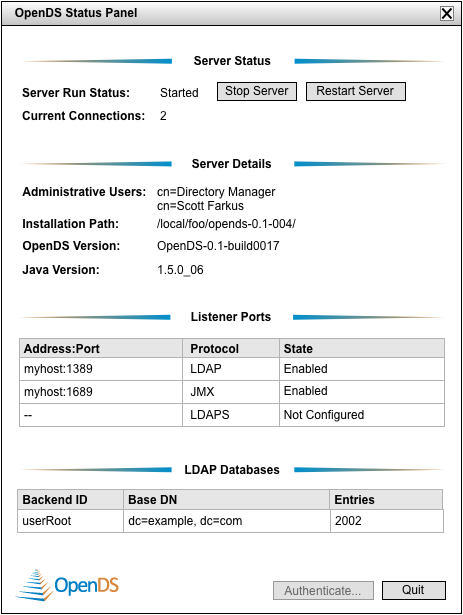 OpenDS Status Panel
Server Status
Server Run Status: Started Stop Server Restart Server
Current Connections: 2
Server Details
Administrative Users: cn=Directory Manager
cn=Scott Farkus
Installation Path: /local/foo/opends-0.1-004/
OpenDS Version: OpenDS-0.1-build0017
Java Version: 1.5.0_06
Listener Ports
Address:Port Protocol State
myhost:1389 LDAP Enabled
myhost:1689 JMX Enabled
-- LDAPS Not Configured
LDAP Databases
Backend ID Base DN Entries
userRoot dc=example, dc=com 2002
OpenDS Authenticate... Quit